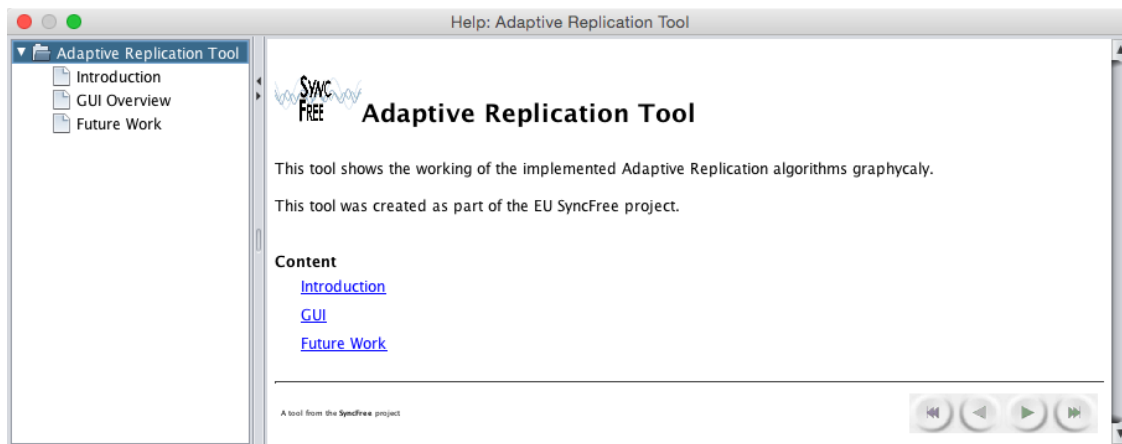 Help: Adaptive Replication Tool
Adaptive Replication Tool
Introduction
GUI Overview
Future Work
SYNC
FREE
Adaptive Replication Tool
This tool shows the working of the implemented Adaptive Replication algorithms graphycaly.
This tool was created as part of the EU SyncFree project.
Content
Introduction
GUI
Future Work
A tool from the SyncFree project